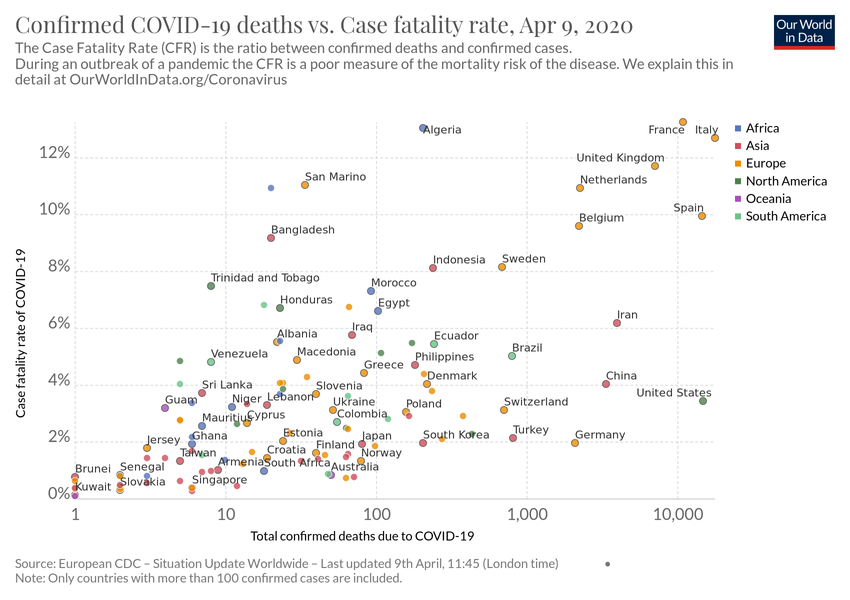 Confirmed COVID-19 deaths vs. Case fatality rate, Apr 9, 2020
Our World
in Data
The Case Fatality Rate (CFR) is the ratio between confirmed deaths and confirmed cases.
During an outbreak of a pandemic the CFR is a poor measure of the mortality risk of the disease. We explain this in
detail at OurWorldInData.org/Coronavirus
Case fatality rate of COVID-19
12%
10%
8%
6%
4%
2%
0%
Algeria
France
Italy
United Kingdom
San Marino
Netherlands
Spain
Belgium
Bangladesh
Indonesia
Sweden
Trinidad and Tobago
Morocco
Honduras
Egypt
Iran
Iraq
Albania
Ecuador
Venezuela
Macedonia
Brazil
Greece
Philippines
China
Denmark
Sri Lanka
Slovenia
United States
Guam
Niger
Lebanon
Ukraine
Poland
Switzerland
Mauritius
Cyprus
Colombia
Jersey
Ghana
Estonia
Japan
South Korea
Turkey
Germany
Taiwan
Croatia
Finland
Norway
Brunei
Senegal
Armenia
South Africa
Australia
Kuwait
Slovakia
Singapore
1
10
100
1,000
10,000
Total confirmed deaths due to COVID-19
Africa
Asia
Europe
North America
Oceania
South America
Source: European CDC – Situation Update Worldwide – Last updated 9th April, 11:45 (London time)
Note: Only countries with more than 100 confirmed cases are included.